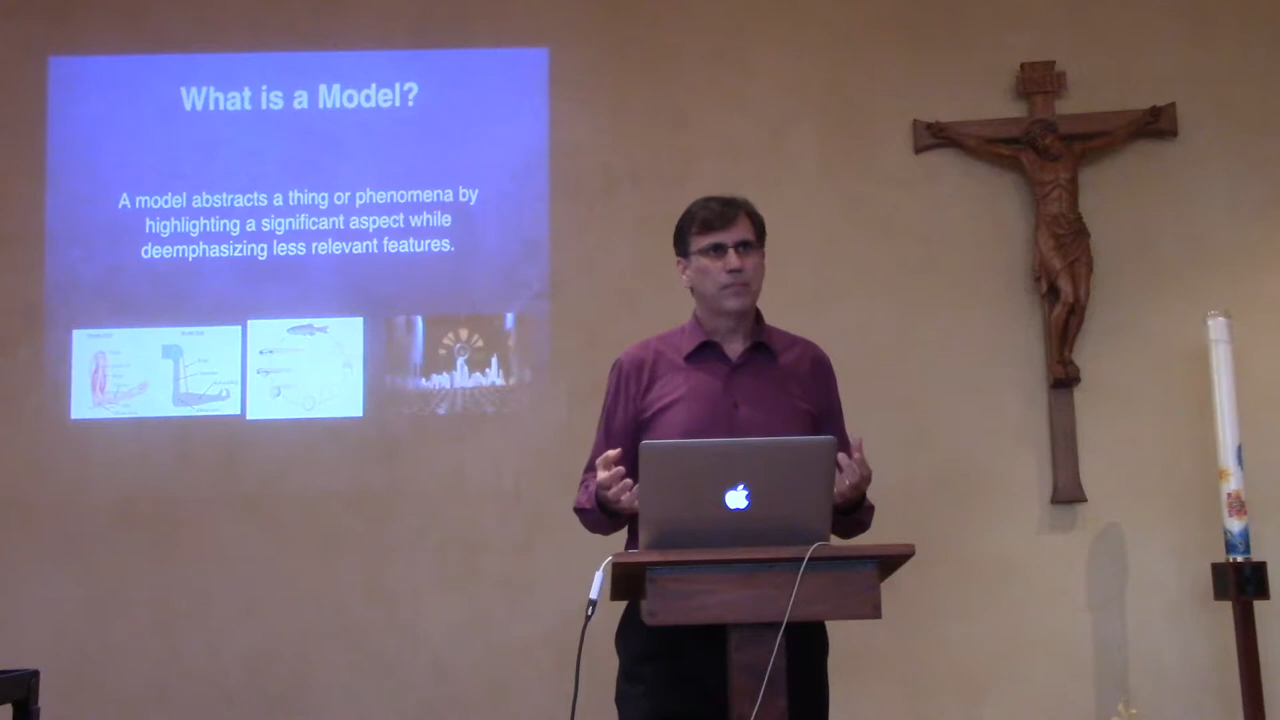 What is a Model?
A model abstracts a thing or phenomena by
highlighting a significant aspect while
deemphasizing less relevant features.